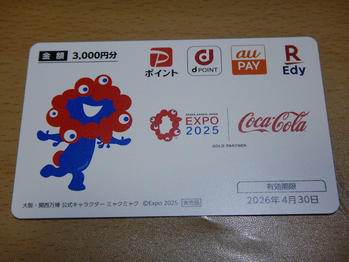 金額 3,000円分
ポイント
d POINT
au PAY
R Edy
OSAKA, KANSAI, JAPAN
EXPO 2025
Coca-Cola
GOLD PARTNER
有効期限
2026年4月30日
大阪・関西万博 公式キャラクター ミャクミャク ©Expo 2025 非売品